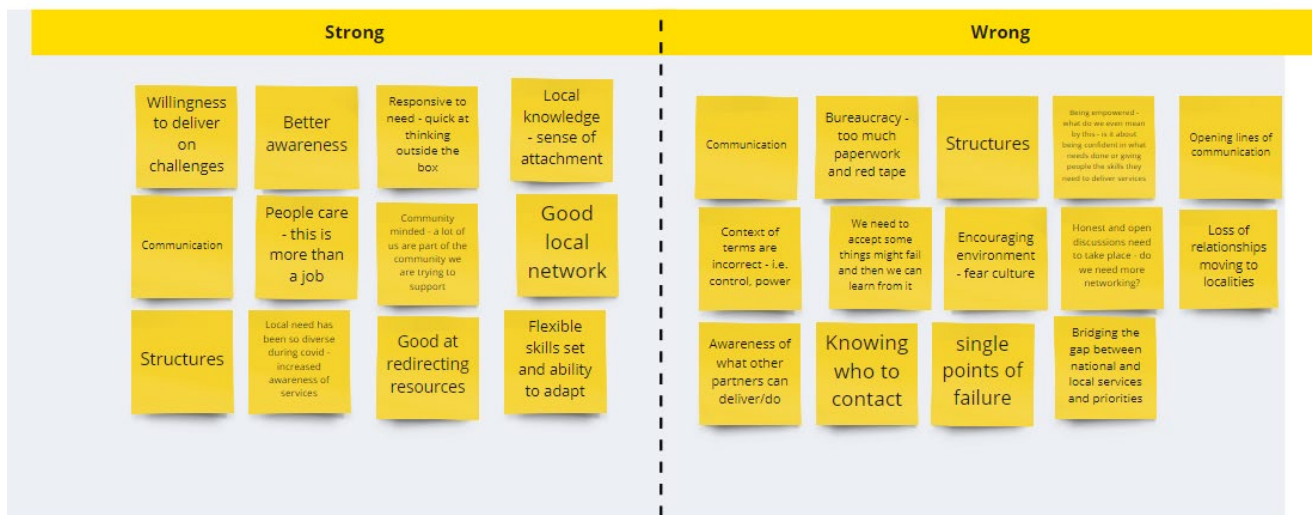 Strong
Willingness
to deliver
on
challenges
Better
awareness
Responsive to
need - quick at
thinking
outside the
box
Local
knowledge
- sense of
attachment
Communication
People care
- this is
more than
a job
Community
minded - a lot of
us are part of the
community we
are trying to
support
Good
local
network
Structures
Local need has
been so diverse
during covid -
increased
awareness of
services
Good at
redirecting
resources
Flexible
skills set
and ability
to adapt
Wrong
Communication
Bureaucracy -
too much
paperwork
and red tape
Structures
Being empowered -
what do we even mean
by this - is it about
being confident in what
needs done or giving
people the skills they
need to deliver services
Opening lines of
communication
Context of
terms are
incorrect - i.e.
control, power
We need to
accept some
things might fail
and then we can
learn from it
Encouraging
environment
- fear culture
Honest and open
discussions need
to take place - do
we need more
networking?
Loss of
relationships
moving to
localities
Awareness of
what other
partners can
deliver/do
Knowing
who to
contact
single
points of
failure
Bridging the
gap between
national and
local services
and priorities